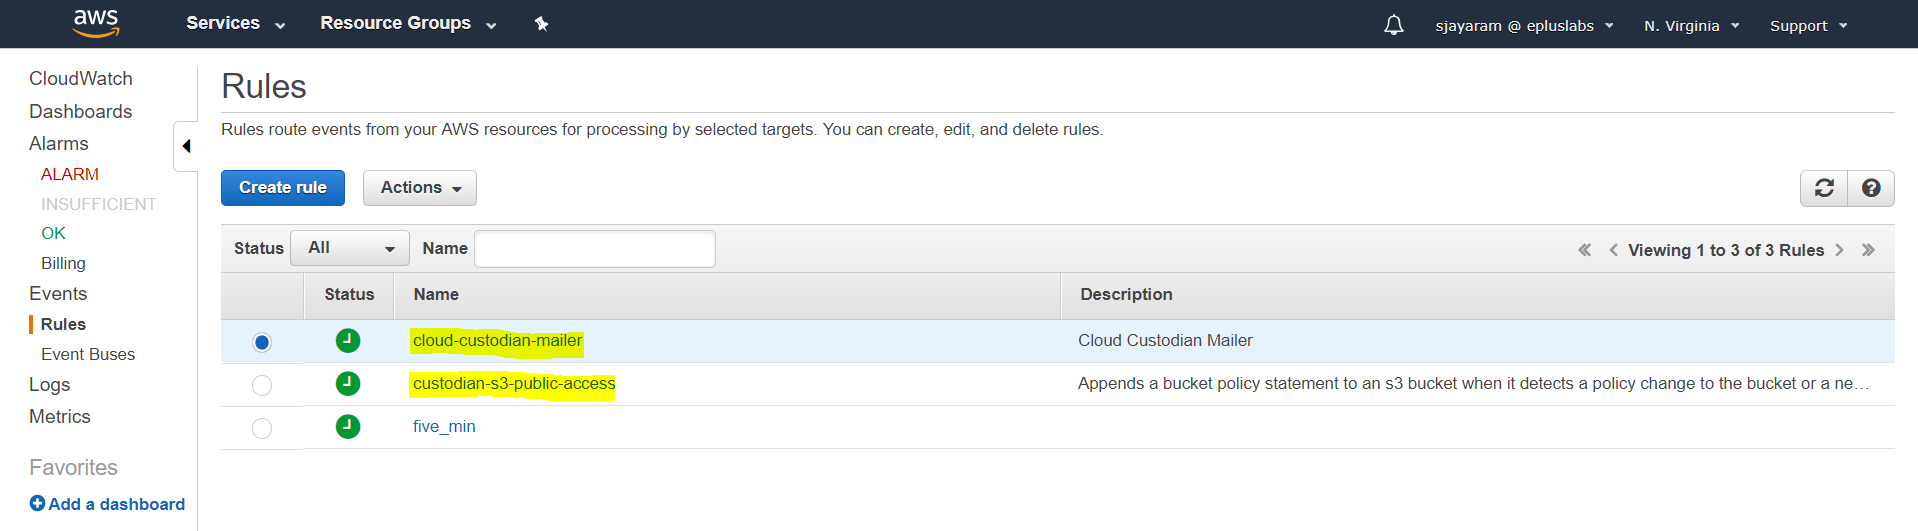 aws Services Resource Groups sjayaram @ epluslabs N. Virginia Support
CloudWatch
Dashboards
Alarms
ALARM
INSUFFICIENT
OK
Billing
Events
Rules
Event Buses
Logs
Metrics
Favorites
Add a dashboard
Rules
Rules route events from your AWS resources for processing by selected targets. You can create, edit, and delete rules.
Create rule Actions
Status All Name Viewing 1 to 3 of 3 Rules
Status Name Description
cloud-custodian-mailer Cloud Custodian Mailer
custodian-s3-public-access Appends a bucket policy statement to an s3 bucket when it detects a policy change to the bucket or a ne…
five_min